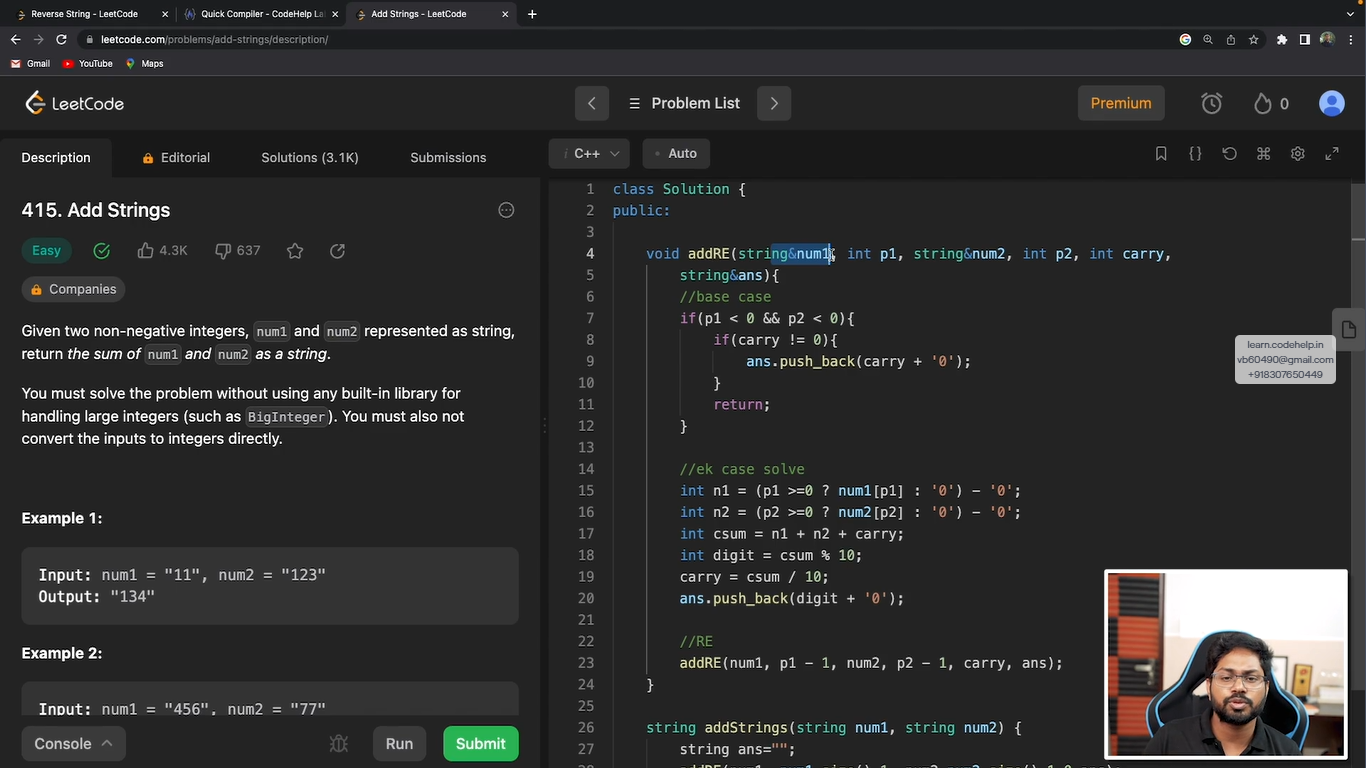 Reverse String - LeetCode
Quick Compiler - CodeHelp La
Add Strings - LeetCode
leetcode.com/problems/add-strings/description/
Gmail
YouTube
Maps
LeetCode
Problem List
Premium
0
Description
Editorial
Solutions (3.1K)
Submissions
i C++
Auto
415. Add Strings
Easy
4.3K
637
Companies
Given two non-negative integers, num1 and num2 represented as string,
return the sum of num1 and num2 as a string.
You must solve the problem without using any built-in library for
handling large integers (such as BigInteger). You must also not
convert the inputs to integers directly.
Example 1:
Input: num1 = "11", num2 = "123"
Output: "134"
Example 2:
Input: num1 = "456", num2 = "77"
Console
Run
Submit
1 class Solution {
2 public:
3
4 void addRE(string&num1, int p1, string&num2, int p2, int carry,
5 string&ans){
6 //base case
7 if(p1 < 0 && p2 < 0){
8 if(carry != 0){
9 ans.push_back(carry + '0');
10 }
11 return;
12 }
13
14 //ek case solve
15 int n1 = (p1 >=0 ? num1[p1] : '0') - '0';
16 int n2 = (p2 >=0 ? num2[p2] : '0') - '0';
17 int csum = n1 + n2 + carry;
18 int digit = csum % 10;
19 carry = csum / 10;
20 ans.push_back(digit + '0');
21
22 //RE
23 addRE(num1, p1 - 1, num2, p2 - 1, carry, ans);
24 }
25
26 string addStrings(string num1, string num2) {
27 string ans="";
learn.codehelp.in
vb60490@gmail.com
+918307650449